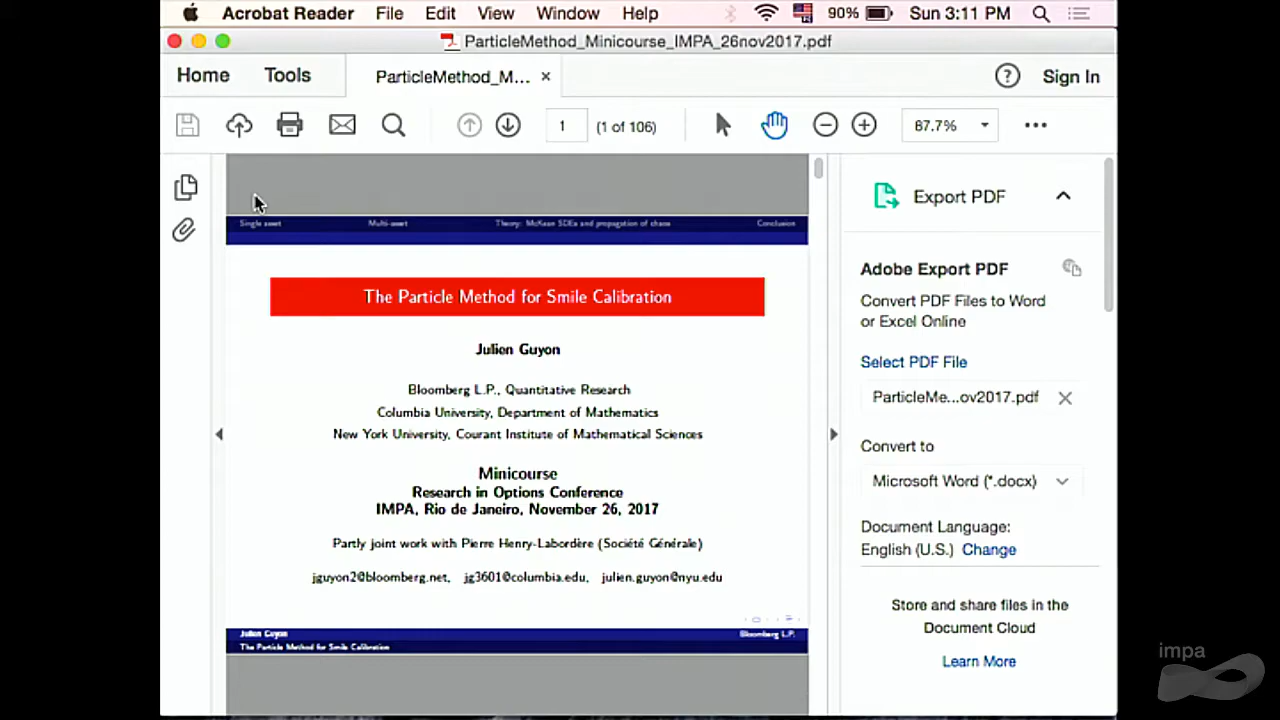 Acrobat Reader File Edit View Window Help 90% Sun 3:11 PM
ParticleMethod_Minicourse_IMPA_26nov2017.pdf
Home Tools ParticleMethod_M... × ? Sign In
1 (1 of 106) 87.7%
Single asset Multi-asset Theory: McKean SDEs and propagation of chaos Conclusion
The Particle Method for Smile Calibration
Julien Guyon
Bloomberg L.P., Quantitative Research
Columbia University, Department of Mathematics
New York University, Courant Institute of Mathematical Sciences
Minicourse
Research in Options Conference
IMPA, Rio de Janeiro, November 26, 2017
Partly joint work with Pierre Henry-Labordère (Société Générale)
jguyon2@bloomberg.net, jg3601@columbia.edu, julien.guyon@nyu.edu
Julien Guyon Bloomberg L.P.
The Particle Method for Smile Calibration
Export PDF
Adobe Export PDF
Convert PDF Files to Word
or Excel Online
Select PDF File
ParticleMe...ov2017.pdf
Convert to
Microsoft Word (*.docx)
Document Language:
English (U.S.) Change
Store and share files in the
Document Cloud
Learn More
impa